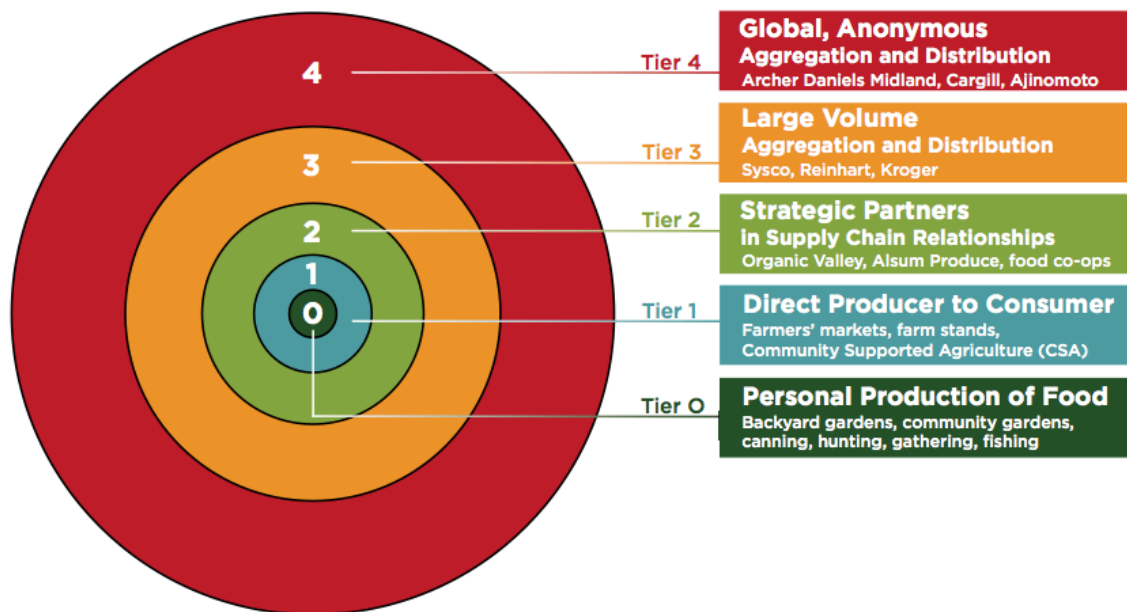 4
Tier 4
Global, Anonymous
Aggregation and Distribution
Archer Daniels Midland, Cargill, Ajinomoto
3
Tier 3
Large Volume
Aggregation and Distribution
Sysco, Reinhart, Kroger
2
Tier 2
Strategic Partners
in Supply Chain Relationships
Organic Valley, Alsum Produce, food co-ops
1
Tier 1
Direct Producer to Consumer
Farmers’ markets, farm stands,
Community Supported Agriculture (CSA)
0
Tier O
Personal Production of Food
Backyard gardens, community gardens,
canning, hunting, gathering, fishing